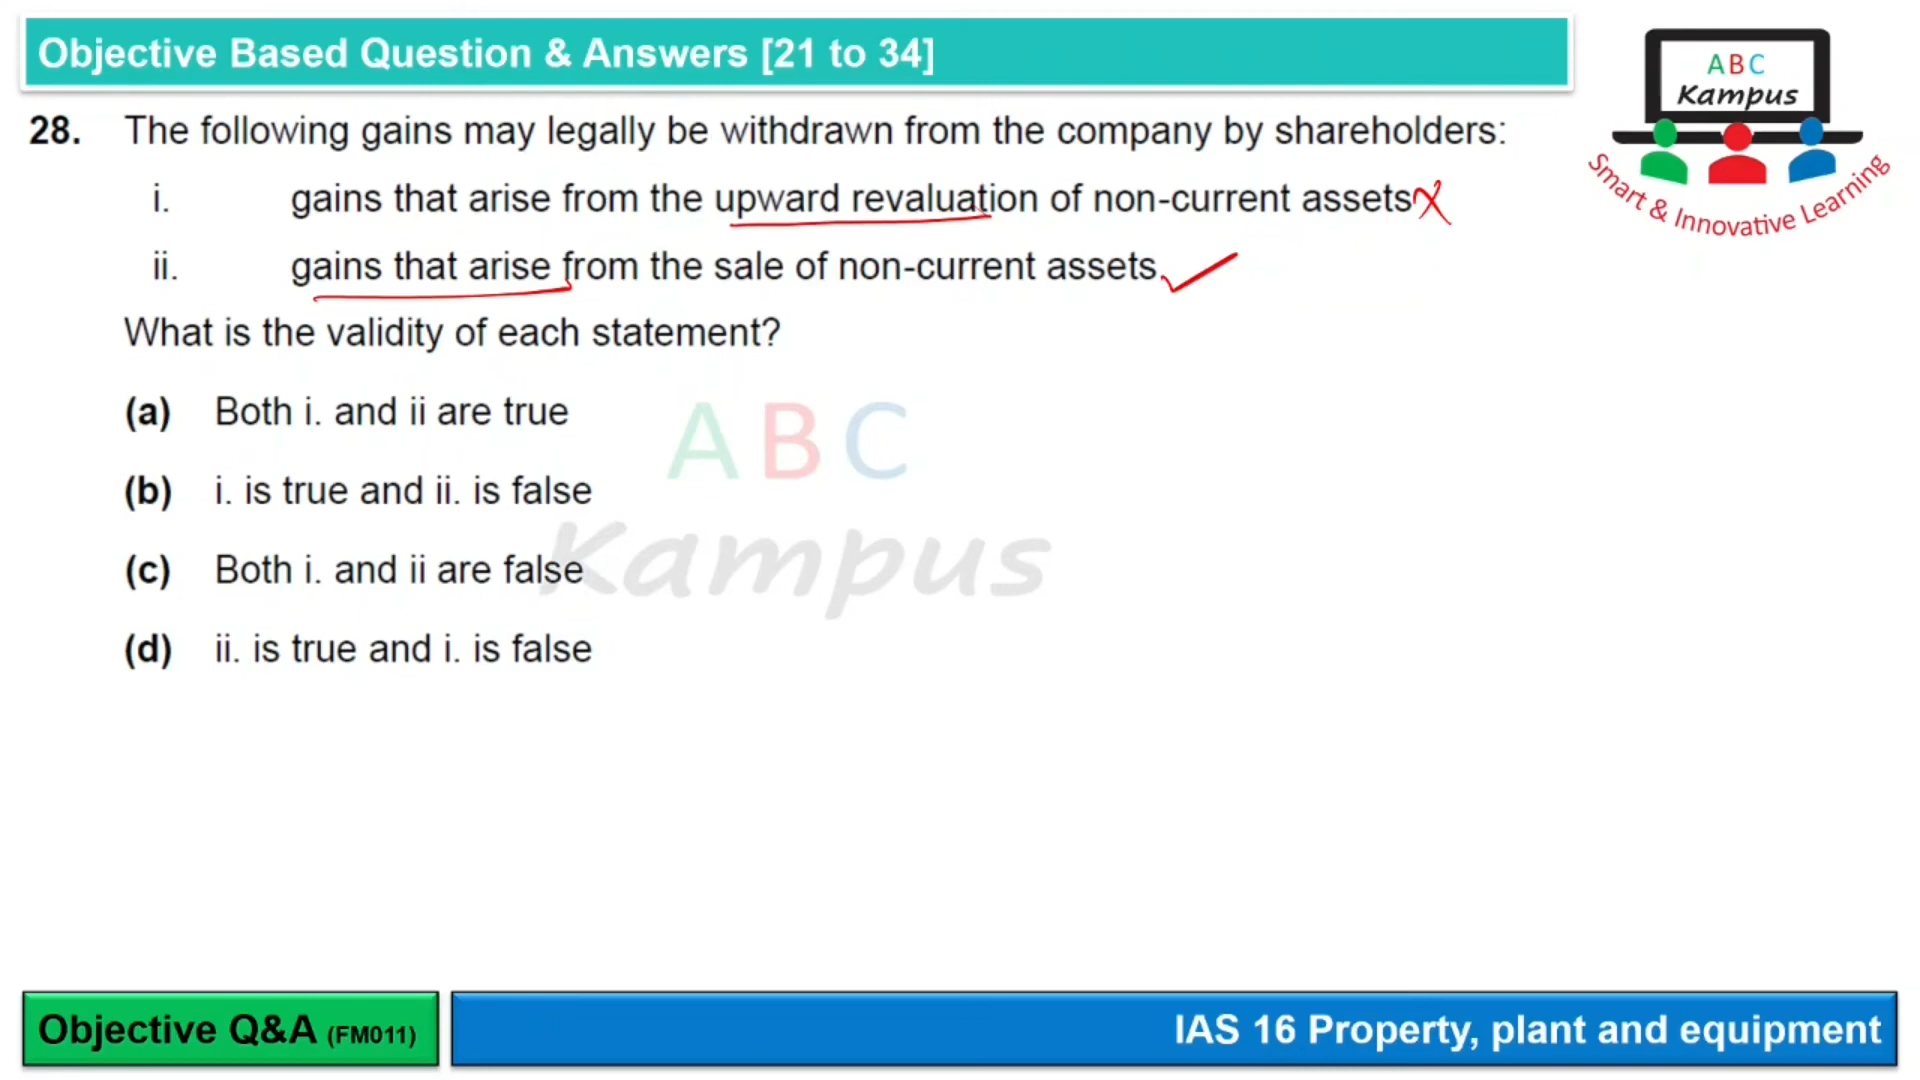 Objective Based Question & Answers [21 to 34]
ABC
Kampus
Smart & Innovative Learning
28. The following gains may legally be withdrawn from the company by shareholders:
i. gains that arise from the upward revaluation of non-current assets
ii. gains that arise from the sale of non-current assets.
What is the validity of each statement?
(a) Both i. and ii are true
(b) i. is true and ii. is false
(c) Both i. and ii are false
(d) ii. is true and i. is false
ABC
Kampus
Objective Q&A (FM011)
IAS 16 Property, plant and equipment